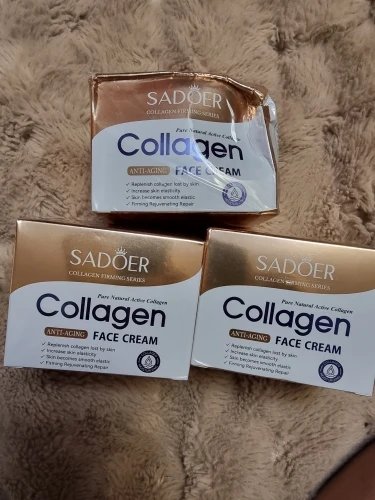 SADOER
COLLAGEN FIRMING SERIES
Pure Natural Active Collagen
Collagen
ANTI-AGING FACE CREAM
✓ Replenish collagen lost by skin
✓ Increase skin elasticity
✓ Skin becomes smooth elastic
✓ Firming Rejuvenating Repair
SADOER
COLLAGEN FIRMING SERIES
Pure Natural Active Collagen
Collagen
ANTI-AGING FACE CREAM
✓ Replenish collagen lost by skin
✓ Increase skin elasticity
✓ Skin becomes smooth elastic
✓ Firming Rejuvenating Repair
SADOER
COLLAGEN FIRMING SERIES
Pure Natural Active Collagen
Collagen
ANTI-AGING FACE CREAM
✓ Replenish collagen lost by skin
✓ Increase skin elasticity
✓ Skin becomes smooth elastic
✓ Firming Rejuvenating Repair